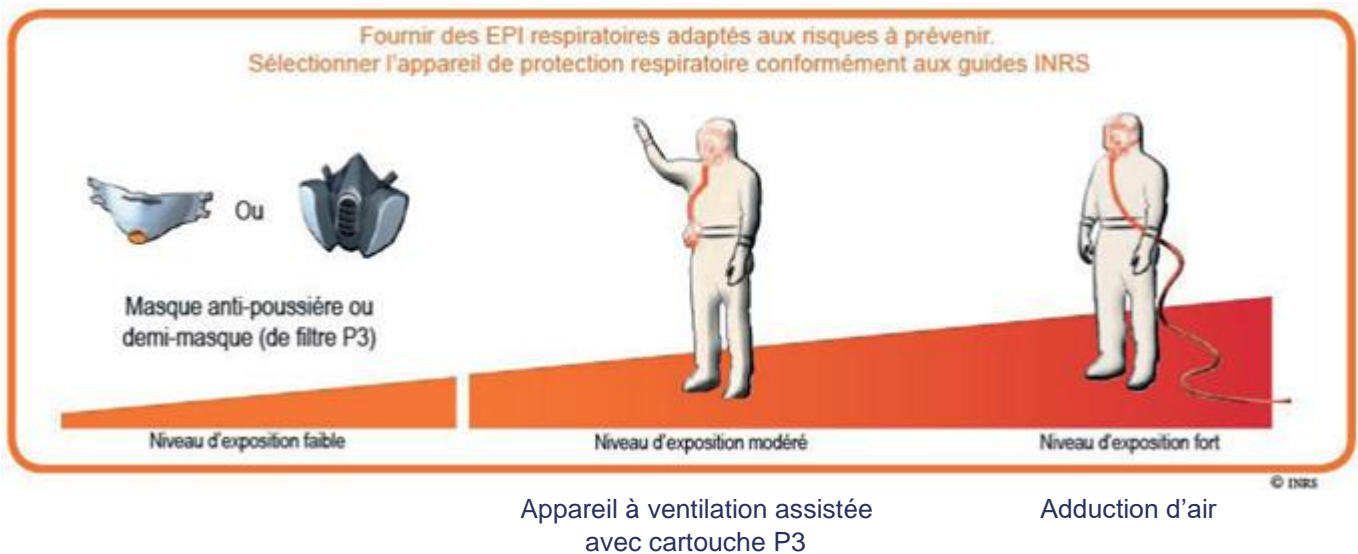 Fournir des EPI respiratoires adaptés aux risques à prévenir.
Sélectionner l'appareil de protection respiratoire conformément aux guides INRS
Ou
Masque anti-poussiére ou
demi-masque (de filtre P3)
Niveau d'exposition faible
Niveau d'exposition modéré
Niveau d'exposition fort
© INRS
Appareil à ventilation assistée
avec cartouche P3
Adduction d'air